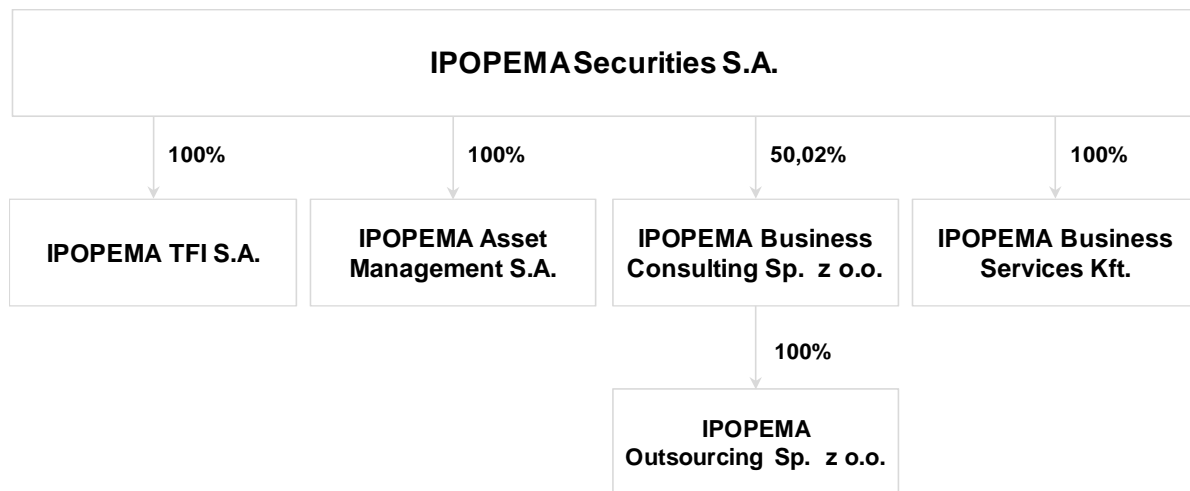 IPOPEMA Securities S.A.
100%
100%
50,02%
100%
IPOPEMA TFI S.A.
IPOPEMA Asset
Management S.A.
IPOPEMA Business
Consulting Sp. z o.o.
IPOPEMA Business
Services Kft.
100%
IPOPEMA
Outsourcing Sp. z o.o.